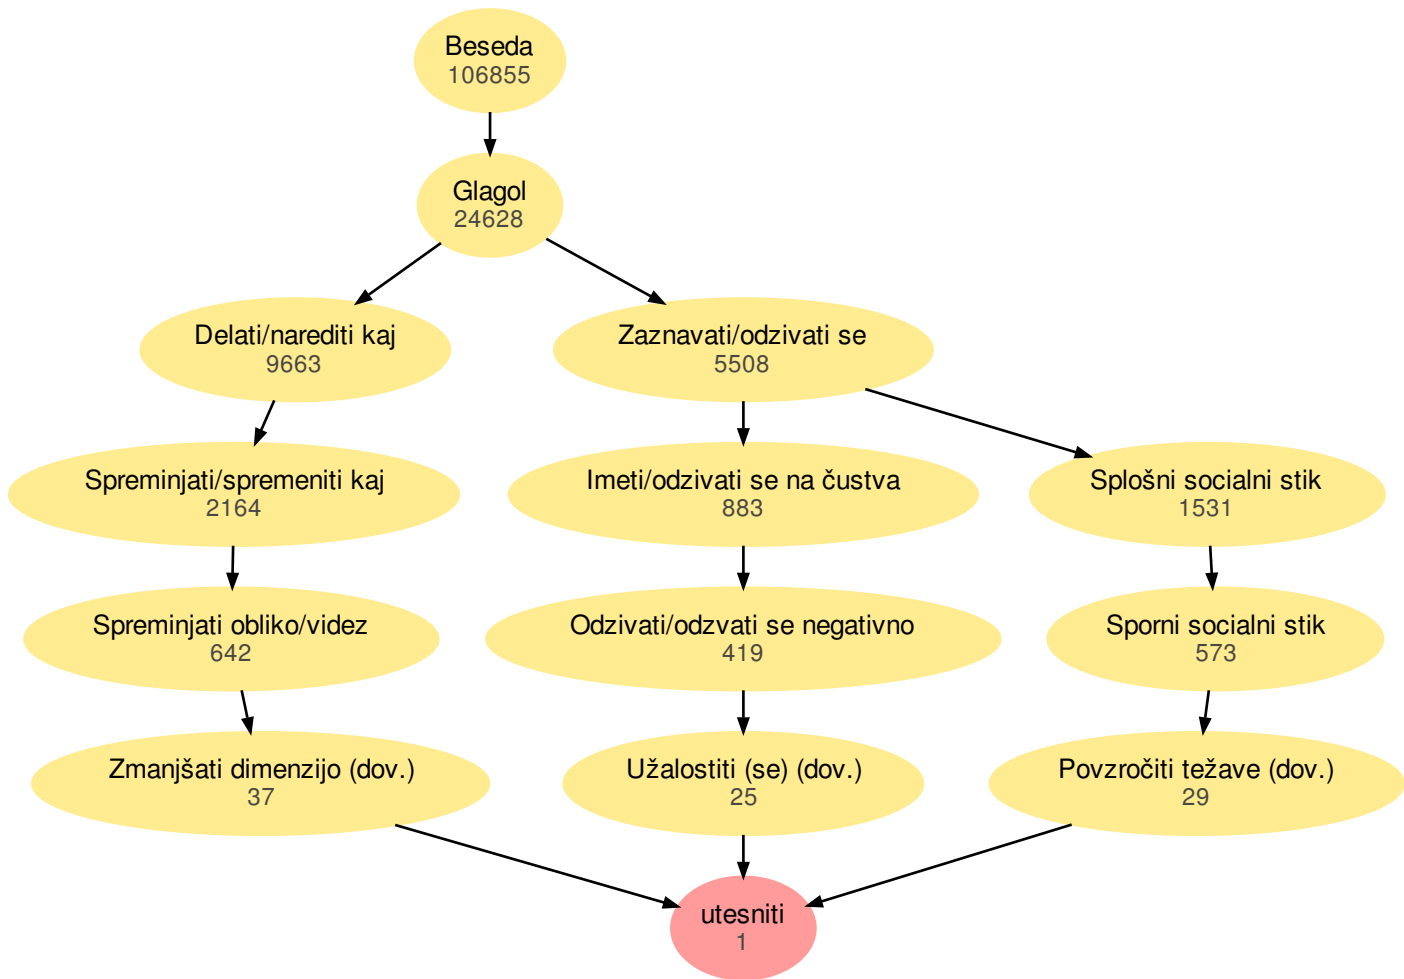 Beseda
106855
Glagol
24628
Delati/narediti kaj
9663
Zaznavati/odzivati se
5508
Spreminjati/spremeniti kaj
2164
Imeti/odzivati se na čustva
883
Splošni socialni stik
1531
Spreminjati obliko/videz
642
Odzivati/odzvati se negativno
419
Sporni socialni stik
573
Zmanjšati dimenzijo (dov.)
37
Užalostiti (se) (dov.)
25
Povzročiti težave (dov.)
29
utesniti
1